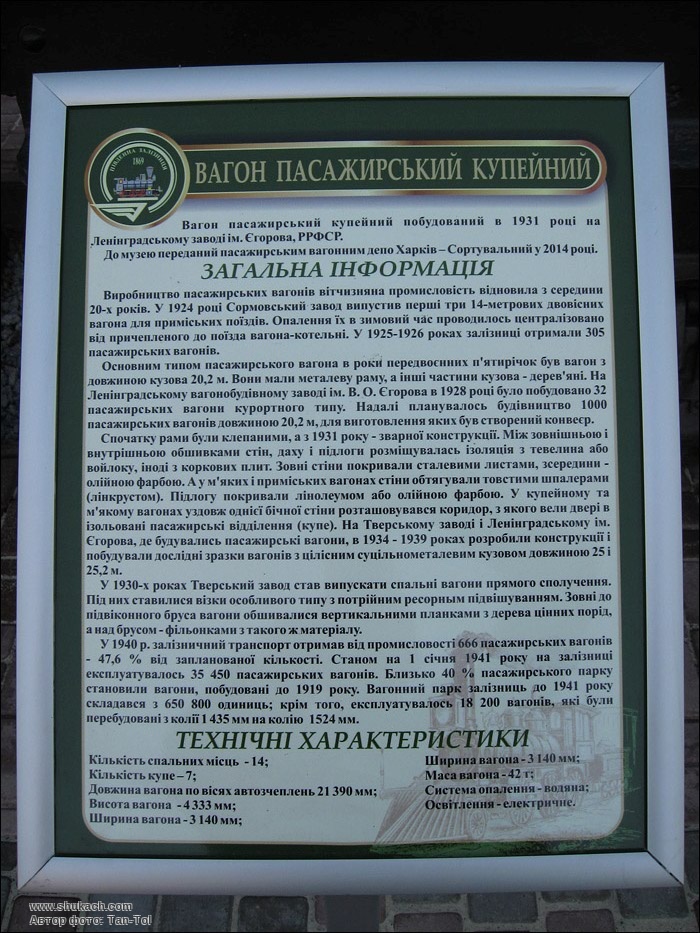 ПІВДЕННА ЗАЛІЗНИЦЯ
1869
ВАГОН ПАСАЖИРСЬКИЙ КУПЕЙНИЙ
Вагон пасажирський купейний побудований в 1931 році на
Ленінградському заводі ім. Єгорова, РРФСР.
До музею переданий пасажирським вагонним депо Харків – Сортувальний у 2014 році.
ЗАГАЛЬНА ІНФОРМАЦІЯ
Виробництво пасажирських вагонів вітчизняна промисловість відновила з середини
20-х років. У 1924 році Сормовський завод випустив перші три 14-метрових двовісних
вагона для приміських поїздів. Опалення їх в зимовий час проводилось централізовано
від причепленого до поїзда вагона-котельні. У 1925-1926 роках залізниці отримали 305
пасажирських вагонів.
Основним типом пасажирського вагона в роки передвоєнних п'ятирічок був вагон з
довжиною кузова 20,2 м. Вони мали металеву раму, а інші частини кузова - дерев'яні. На
Ленінградському вагонобудівному заводі ім. В. О. Єгорова в 1928 році було побудовано 32
пасажирських вагони курортного типу. Надалі планувалось будівництво 1000
пасажирських вагонів довжиною 20,2 м, для виготовлення яких був створений конвеєр.
Спочатку рами були клепаними, а з 1931 року - зварної конструкції. Між зовнішньою і
внутрішньою обшивками стін, даху і підлоги розміщувалась ізоляція з тевелина або
войлоку, іноді з коркових плит. Зовні стіни покривали сталевими листами, зсередини -
олійною фарбою. А у м'яких і приміських вагонах стіни обтягували товстими шпалерами
(лінкрустом). Підлогу покривали лінолеумом або олійною фарбою. У купейному та
м'якому вагонах уздовж однієї бічної стіни розташовувався коридор, з якого вели двері в
ізольовані пасажирські відділення (купе). На Тверському заводі і Ленінградському ім.
Єгорова, де будувались пасажирські вагони, в 1934 - 1939 роках розробили конструкції і
побудували дослідні зразки вагонів з цілісним суцільнометалевим кузовом довжиною 25 і
25,2 м.
У 1930-х роках Тверський завод став випускати спальні вагони прямого сполучення.
Під них ставилися візки особливого типу з потрійним ресорним підвішуванням. Зовні до
підвіконного бруса вагони обшивалися вертикальними планками з дерева цінних порід,
а над брусом - фільонками з такого ж матеріалу.
У 1940 р. залізничний транспорт отримав від промисловості 666 пасажирських вагонів
- 47,6 % від запланованої кількості. Станом на 1 січня 1941 року на залізниці
експлуатувалось 35 450 пасажирських вагонів. Близько 40 % пасажирського парку
становили вагони, побудовані до 1919 року. Вагонний парк залізниць до 1941 року
складався з 650 800 одиниць; крім того, експлуатувалось 18 200 вагонів, які були
перебудовані з колії 1 435 мм на колію 1524 мм.
ТЕХНІЧНІ ХАРАКТЕРИСТИКИ
Кількість спальних місць - 14;
Кількість купе – 7;
Довжина вагона по вісях автозчеплень 21 390 мм;
Висота вагона - 4 333 мм;
Ширина вагона - 3 140 мм;
Ширина вагона - 3 140 мм;
Маса вагона - 42 т;
Система опалення - водяна;
Освітлення - електричне.
www.shukach.com
Автор фото: Tan-Tol